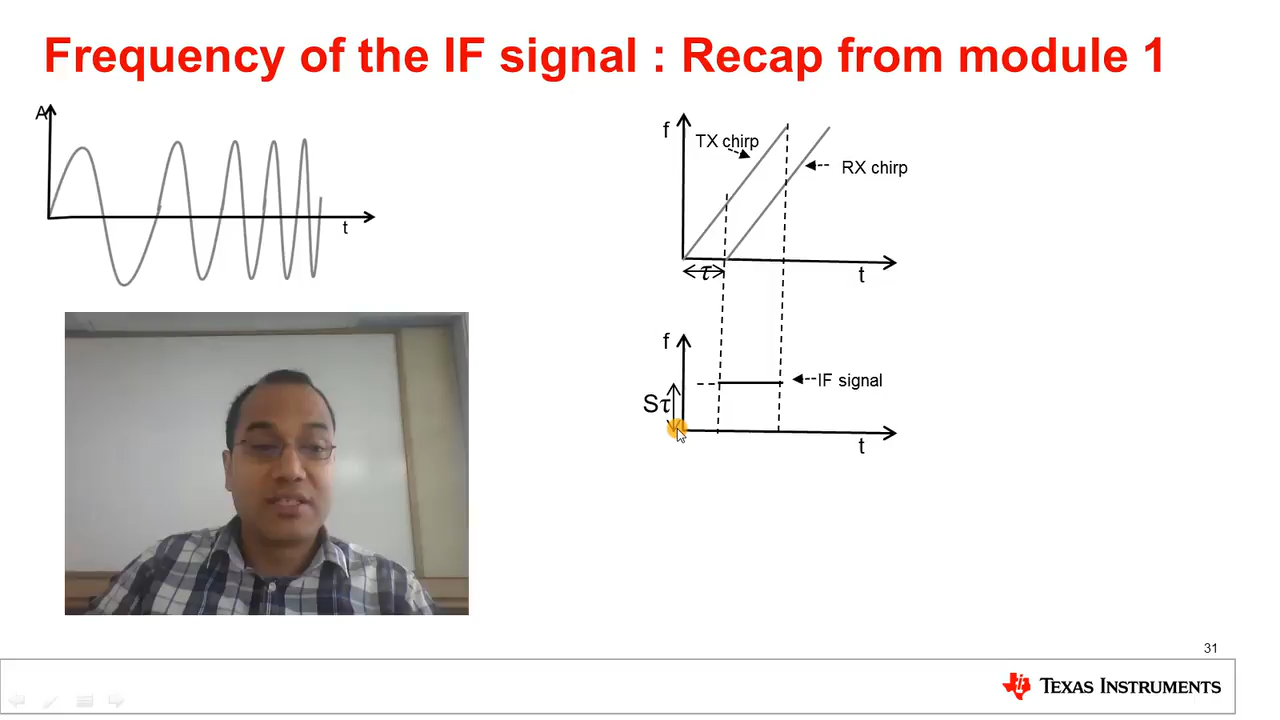 Frequency of the IF signal : Recap from module 1
A
t
f
TX chirp
RX chirp
τ
t
f
IF signal
Sτ
t
31
TEXAS INSTRUMENTS